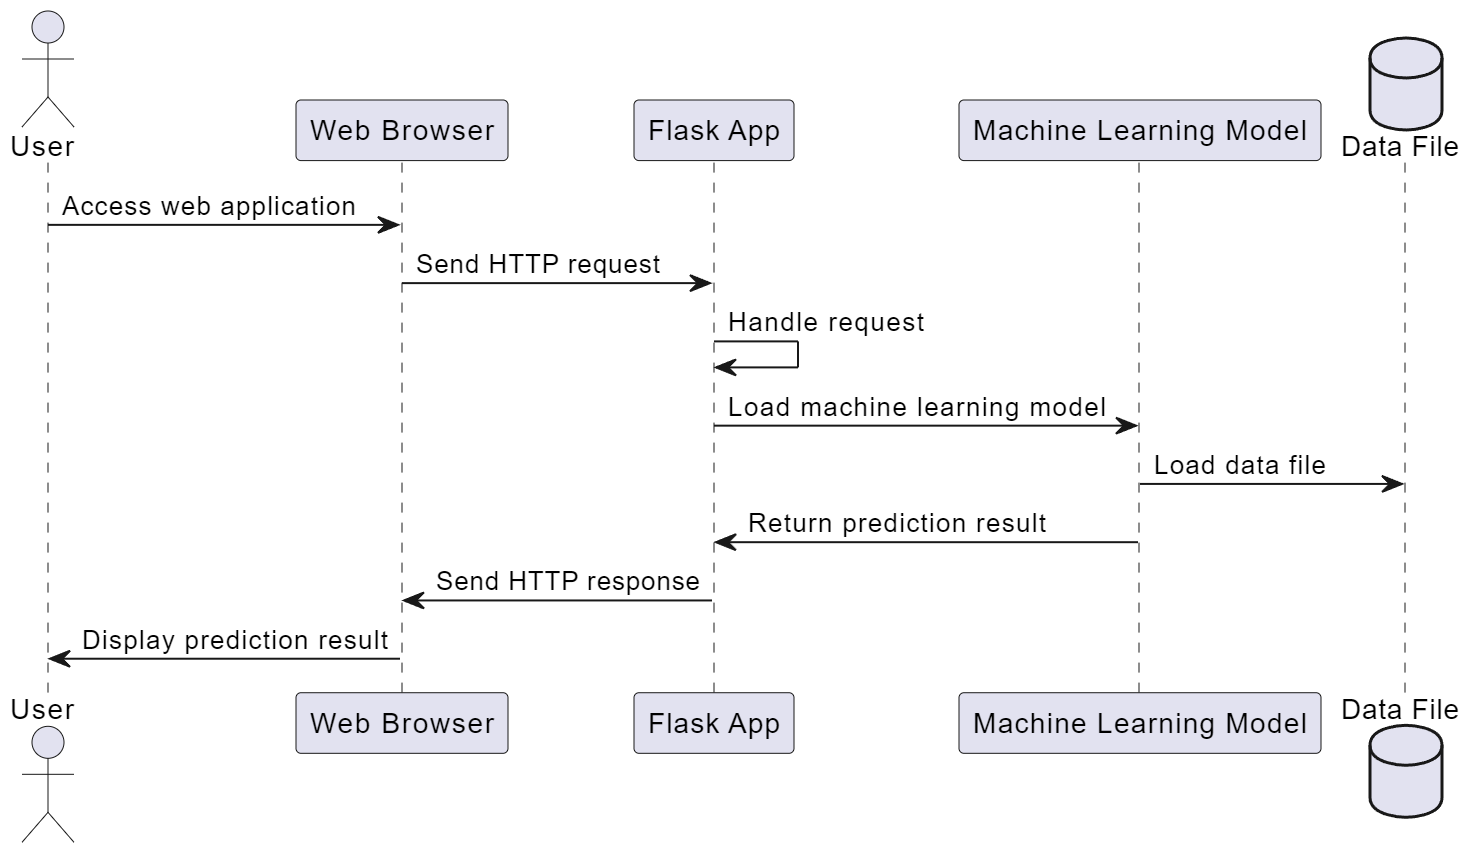 User
Web Browser
Flask App
Machine Learning Model
Data File
Access web application
Send HTTP request
Handle request
Load machine learning model
Load data file
Return prediction result
Send HTTP response
Display prediction result
User
Web Browser
Flask App
Machine Learning Model
Data File